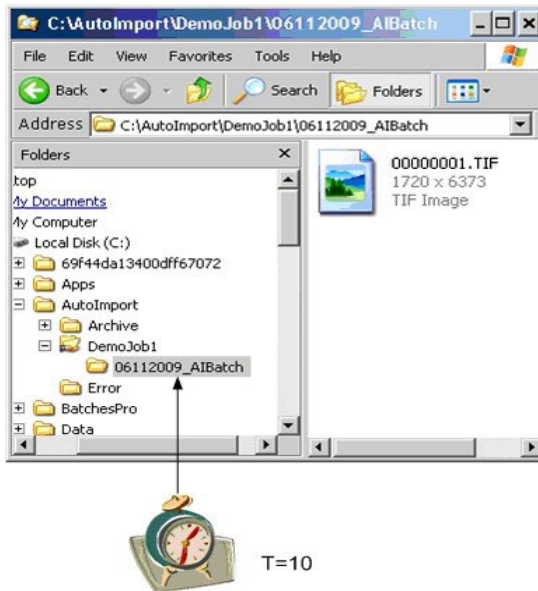 C:\AutoImport\DemoJob1\06112009_AIBatch
File Edit View Favorites Tools Help
Back Search Folders
Address C:\AutoImport\DemoJob1\06112009_AIBatch
Folders
top
My Documents
My Computer
Local Disk (C:)
69f44da13400dff67072
Apps
AutoImport
Archive
DemoJob1
06112009_AIBatch
Error
BatchesPro
Data
00000001.TIF
1720 x 6373
TIF Image
T=10